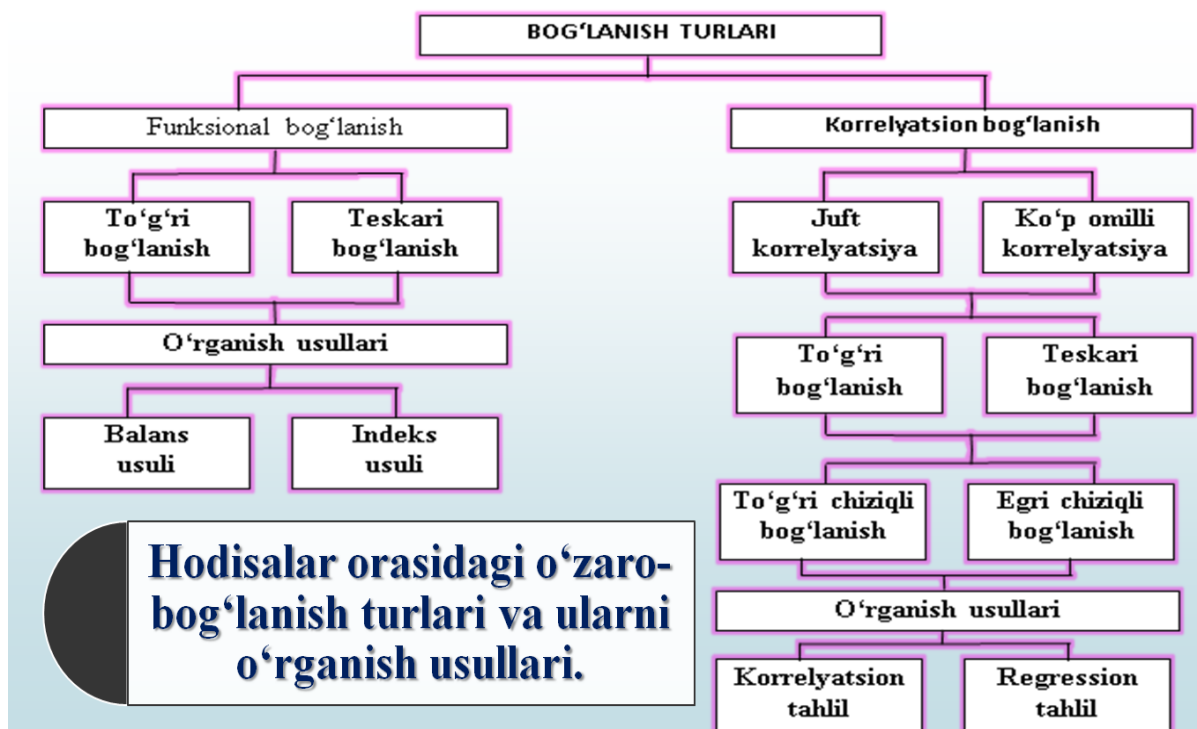 BOG‘LANISH TURLARI
Funksional bog‘lanish
To‘g‘ri
bog‘lanish
Teskari
bog‘lanish
O‘rganish usullari
Balans
usuli
Indeks
usuli
Korrelyatsion bog‘lanish
Juft
korrelyatsiya
Ko‘p omilli
korrelyatsiya
To‘g‘ri
bog‘lanish
Teskari
bog‘lanish
To‘g‘ri chiziqli
bog‘lanish
Egri chiziqli
bog‘lanish
O‘rganish usullari
Korrelyatsion
tahlil
Regression
tahlil
Hodisalar orasidagi o‘zaro-
bog‘lanish turlari va ularni
o‘rganish usullari.